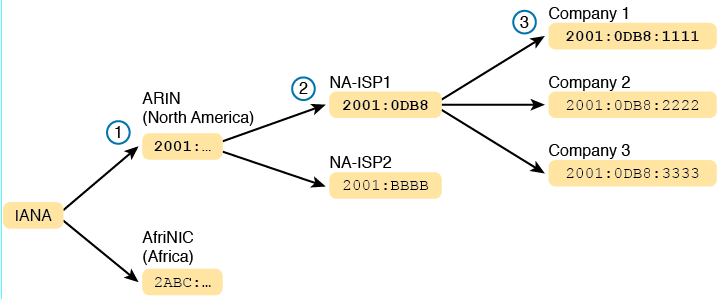 IANA
1
ARIN
(North America)
2001:…
AfriNIC
(Africa)
2ABC:…
2
NA-ISP1
2001:0DB8
NA-ISP2
2001:BBBB
3
Company 1
2001:0DB8:1111
Company 2
2001:0DB8:2222
Company 3
2001:0DB8:3333